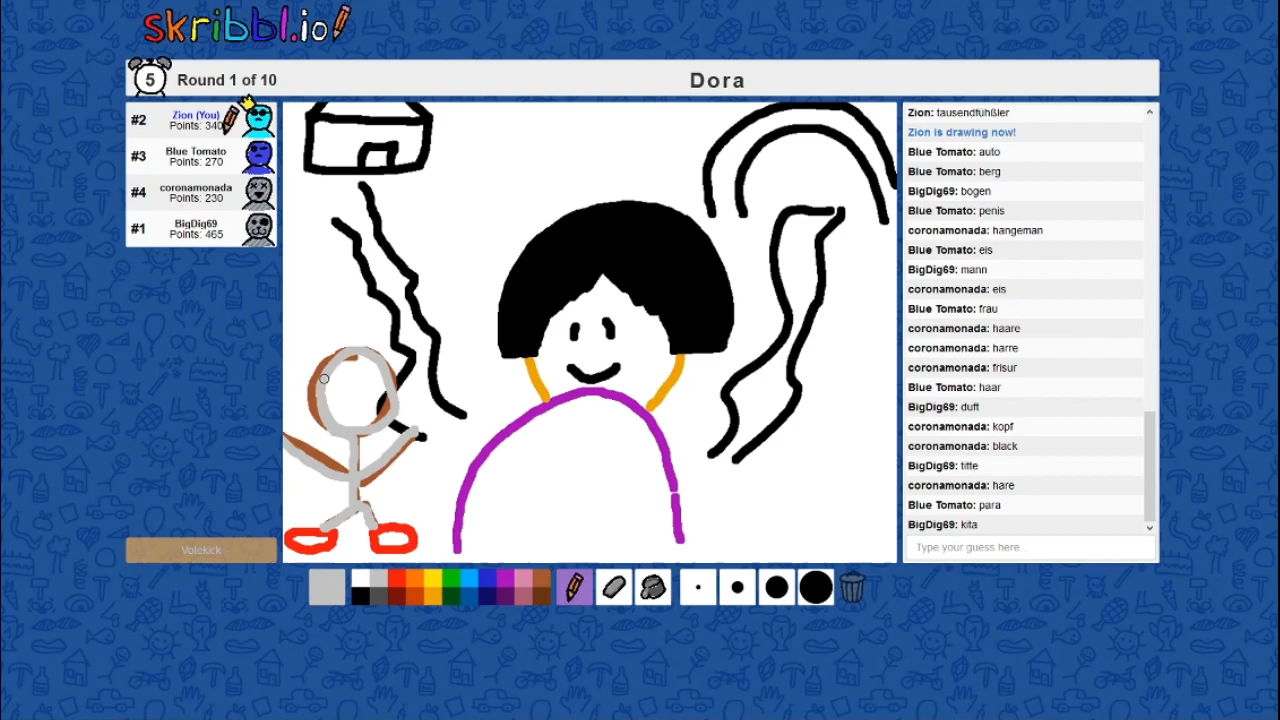 skribbl.io
5 Round 1 of 10 Dora
#2 Zion (You)
Points: 340
#3 Blue Tomato
Points: 270
#4 coronamonada
Points: 230
#1 BigDig69
Points: 465
Votekick
Zion: tausendfühßler
Zion is drawing now!
Blue Tomato: auto
Blue Tomato: berg
BigDig69: bogen
Blue Tomato: penis
coronamonada: hangeman
Blue Tomato: eis
BigDig69: mann
coronamonada: eis
Blue Tomato: frau
coronamonada: haare
coronamonada: harre
coronamonada: frisur
Blue Tomato: haar
BigDig69: duff
coronamonada: kopf
coronamonada: black
BigDig69: titte
coronamonada: hare
Blue Tomato: para
BigDig69: kita
Type your guess here...